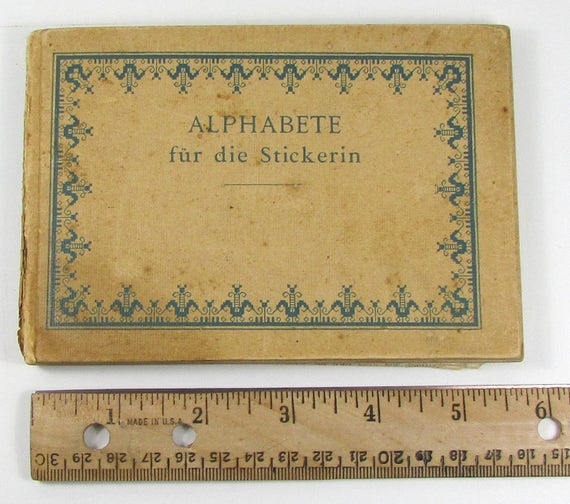 ALPHABETE
für die Stickerin
1 MADE IN U.S.A. 2 3 4 5 6